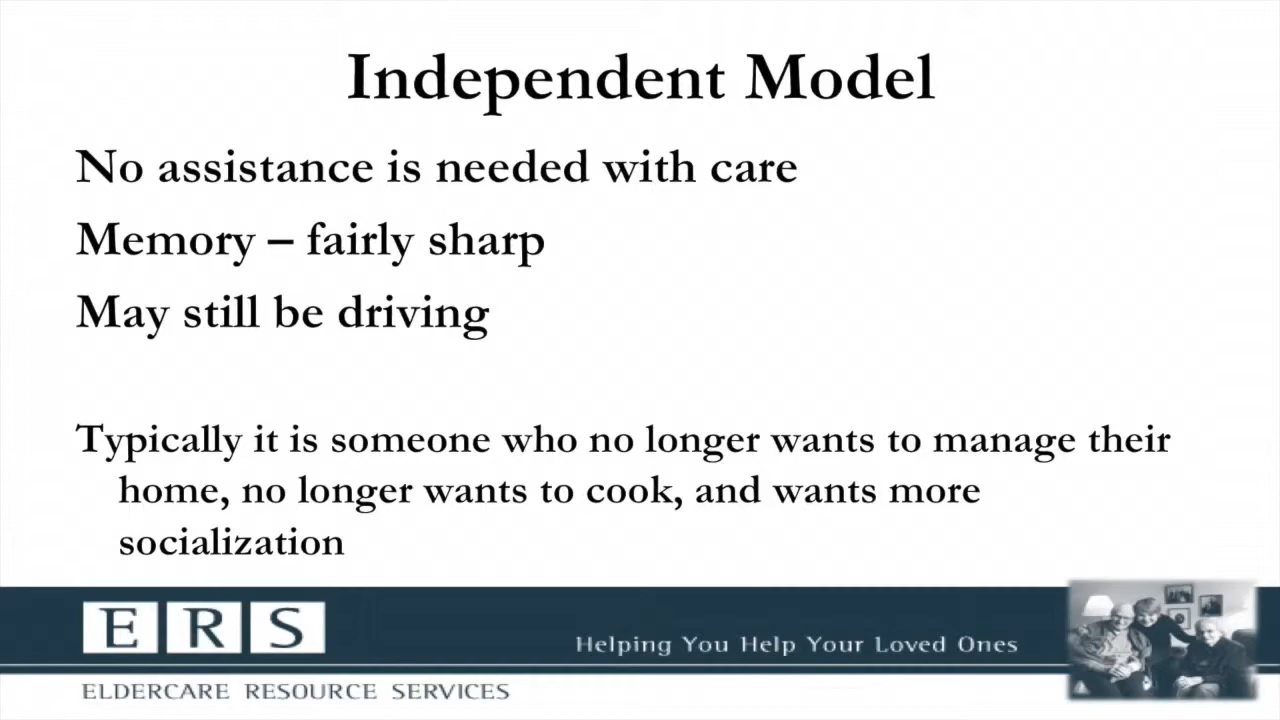 Independent Model
No assistance is needed with care
Memory – fairly sharp
May still be driving
Typically it is someone who no longer wants to manage their
home, no longer wants to cook, and wants more
socialization
ERS
Helping You Help Your Loved Ones
ELDERCARE RESOURCE SERVICES